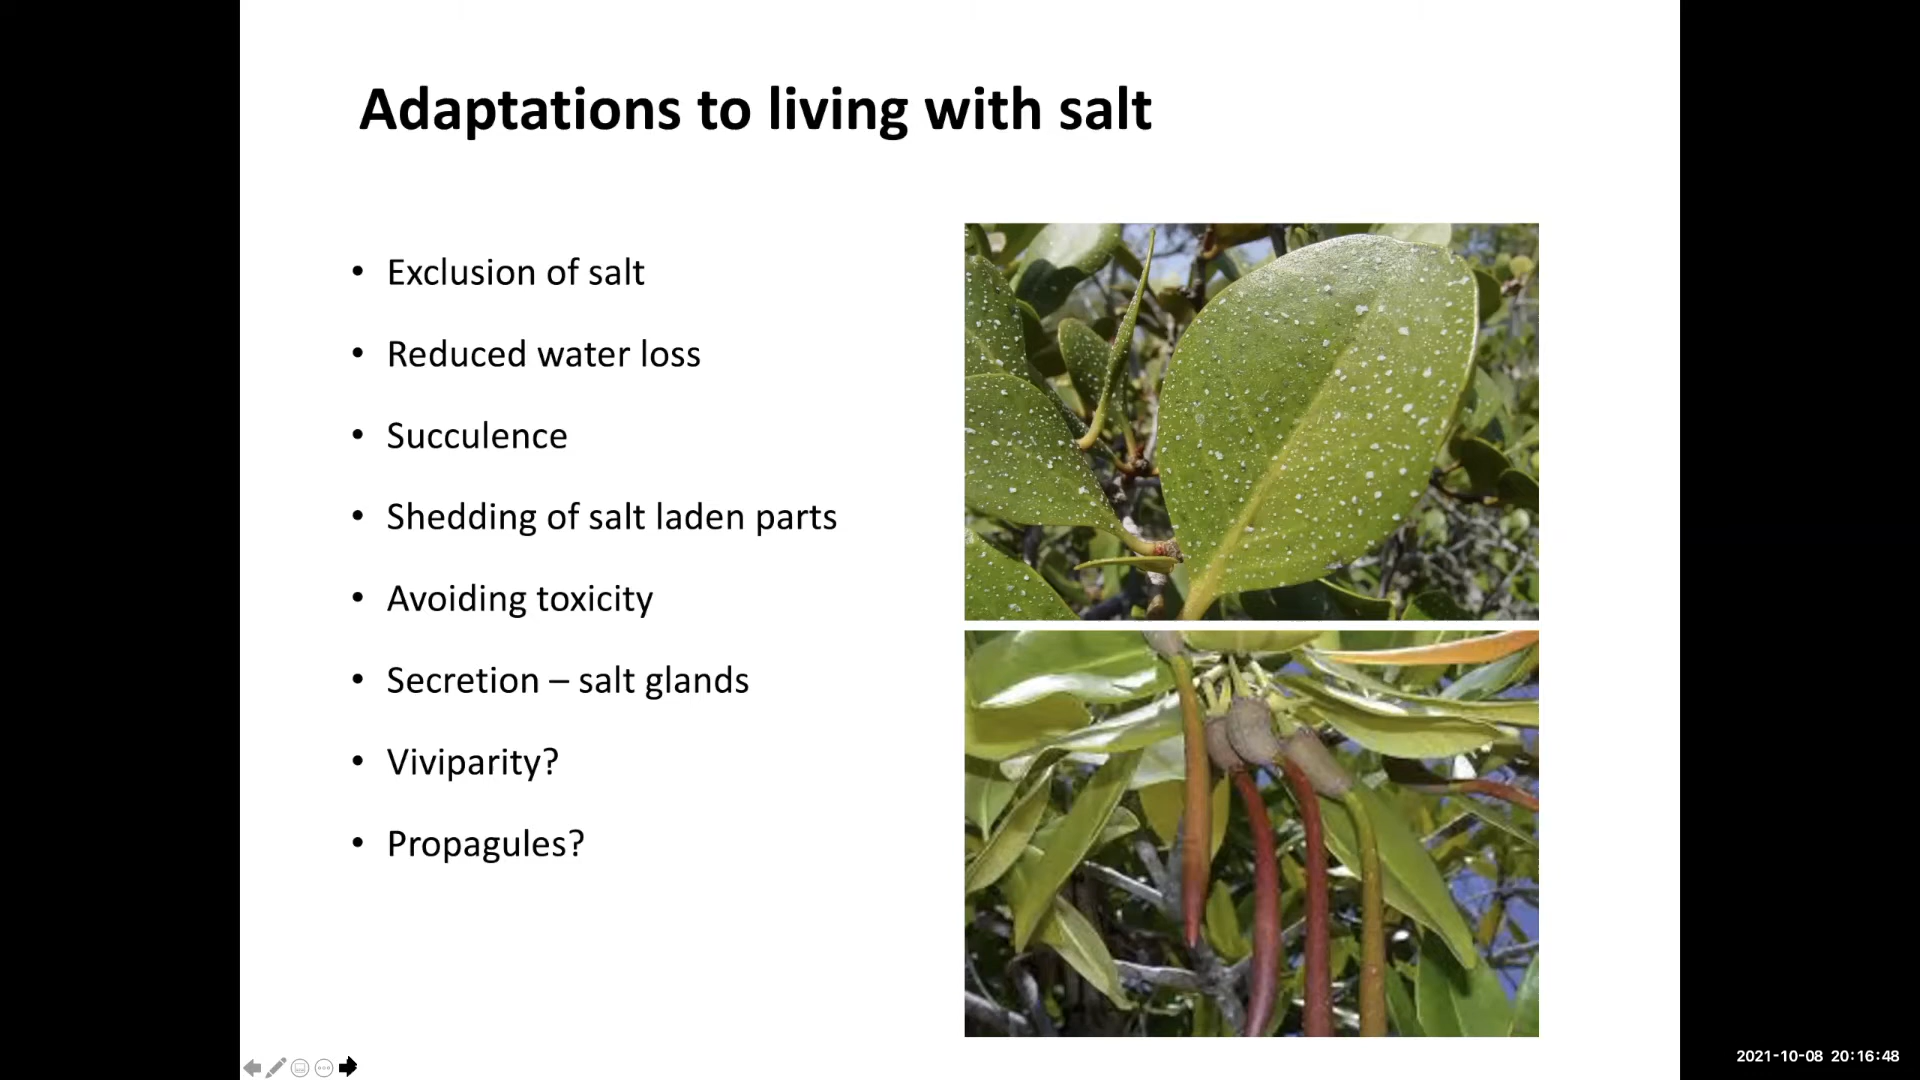 Adaptations to living with salt
• Exclusion of salt
• Reduced water loss
• Succulence
• Shedding of salt laden parts
• Avoiding toxicity
• Secretion – salt glands
• Viviparity?
• Propagules?
2021-10-08 20:16:48